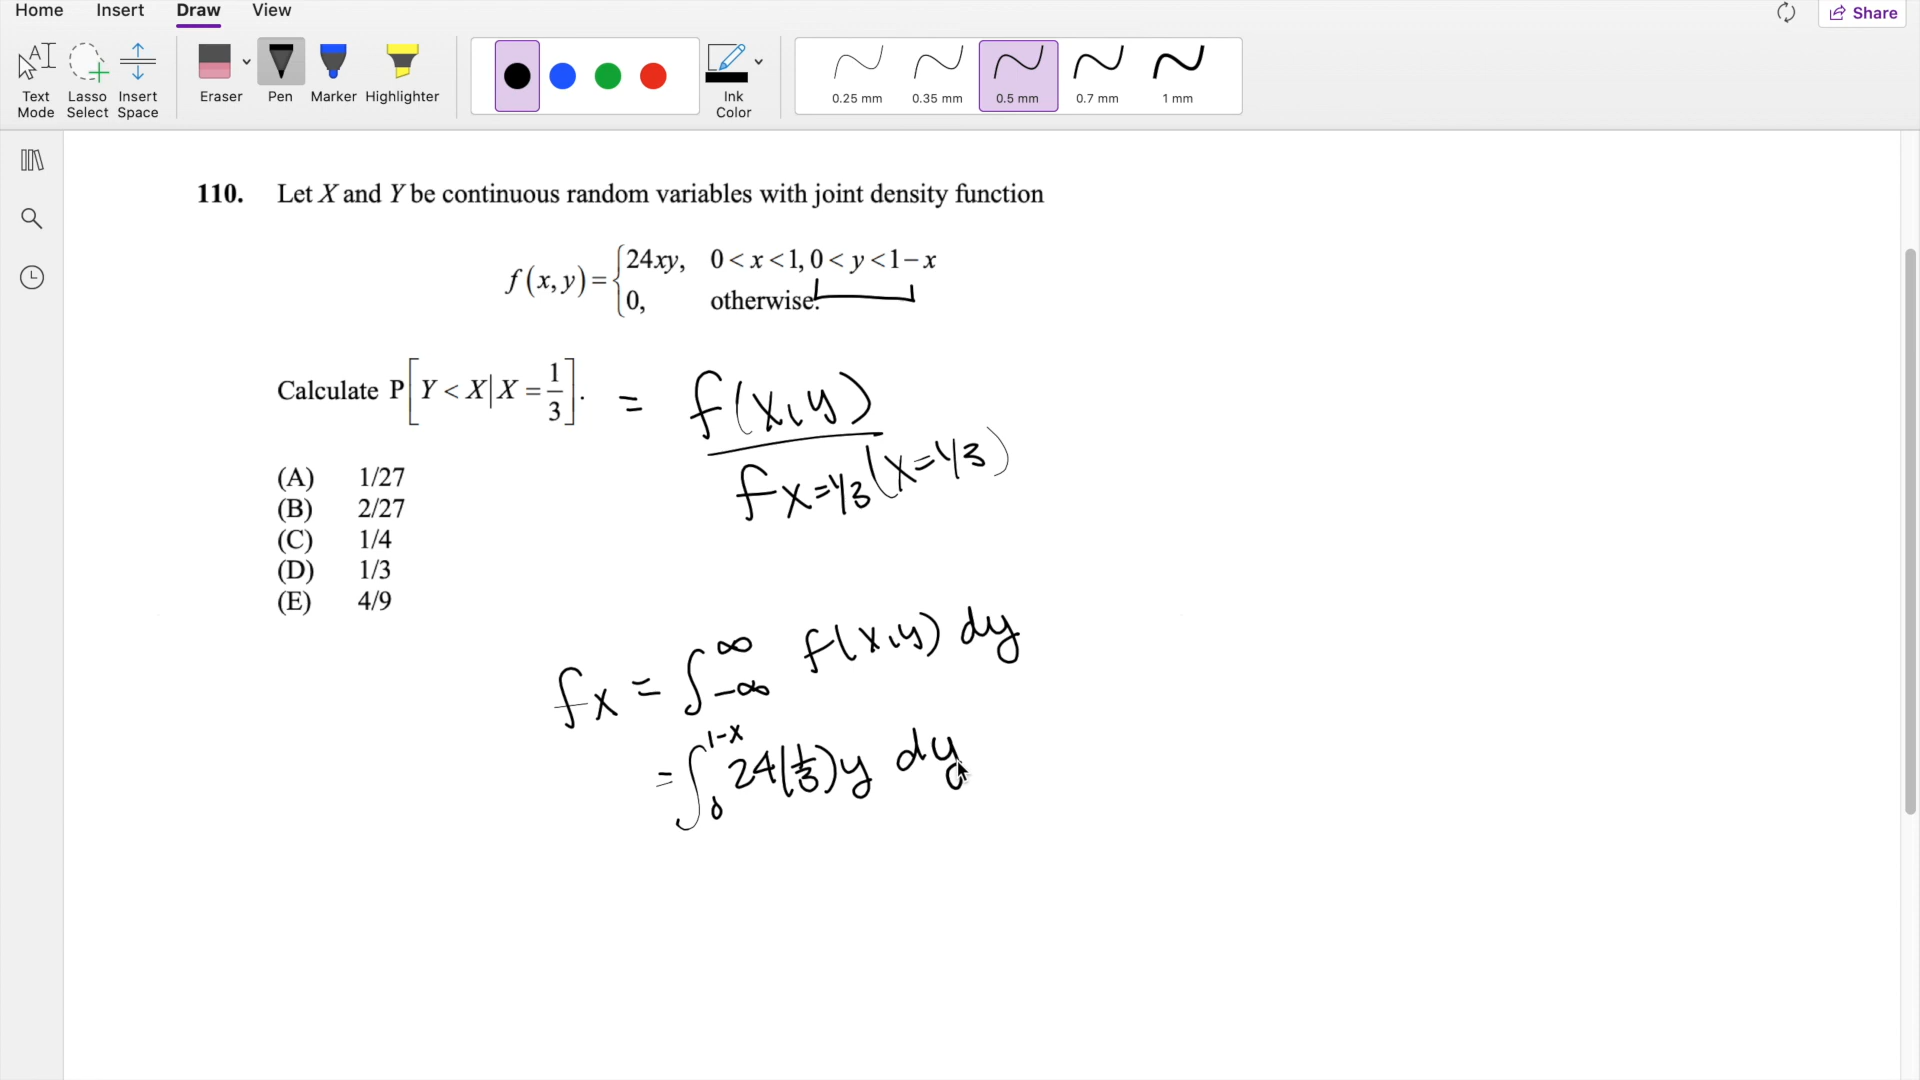 Home Insert Draw View Share
Text Mode Lasso Select Insert Space Eraser Pen Marker Highlighter Ink Color 0.25 mm 0.35 mm 0.5 mm 0.7 mm 1 mm
110. Let X and Y be continuous random variables with joint density function
f(x,y) = { 24xy, 0 < x < 1, 0 < y < 1 − x
0, otherwise.
Calculate P[Y < X | X = 1/3]. = f(x,y) / f x=1/3 (x=1/3)
(A) 1/27
(B) 2/27
(C) 1/4
(D) 1/3
(E) 4/9
fx = ∫_-∞^∞ f(x,y) dy
= ∫_0^1-x 24(1/3)y dy